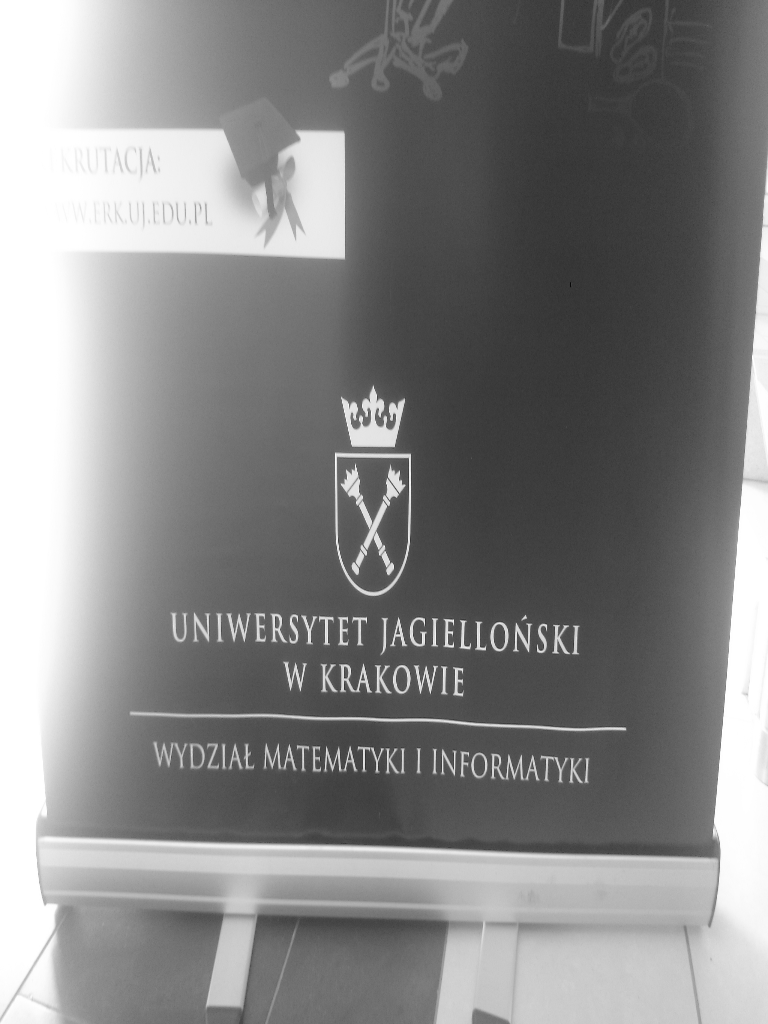 KRUTACJA:
WW.ERK.UJ.EDU.PL
UNIWERSYTET JAGIELLOŃSKI
W KRAKOWIE
WYDZIAŁ MATEMATYKI I INFORMATYKI